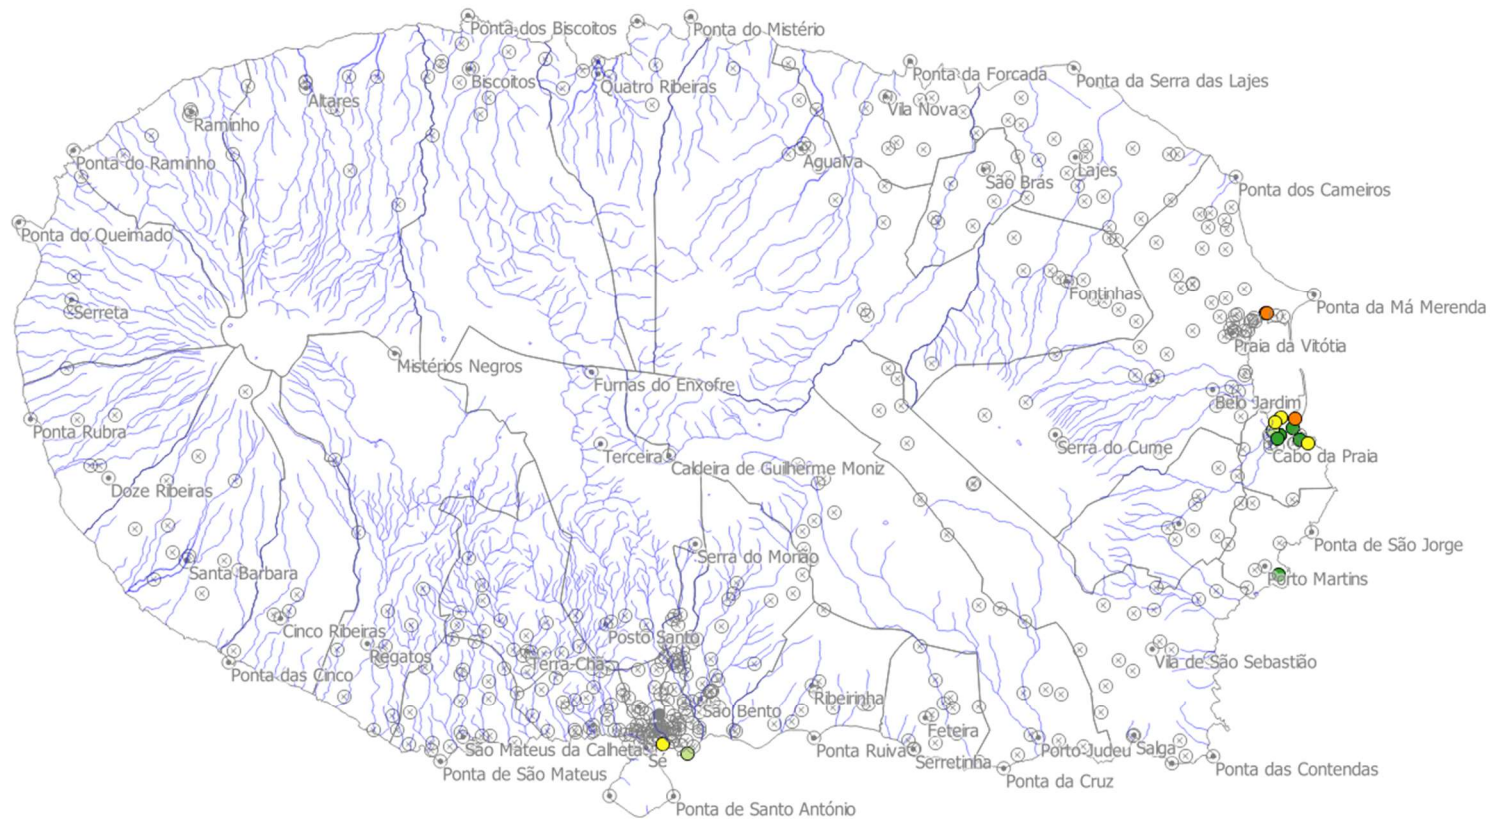 Ponta dos Biscoitos
Ponta do Mistério
Ponta da Forcada
Ponta da Serra das Lajes
Biscoitos
Quatro Ribeiras
Altares
Vila Nova
Raminho
Ponta do Raminho
Agualva
Lajes
São Brás
Ponta dos Carneiros
Ponta do Queimado
Fontinhas
Serreta
Ponta da Má Merenda
Praia da Vitótia
Mistérios Negros
Furnas do Enxofre
Belo Jardim
Ponta Rubra
Serra do Cume
Terceira
Cabo da Praia
Caldeira de Guilherme Moniz
Doze Ribeiras
Ponta de São Jorge
Serra do Morião
Santa Barbara
Porto Martins
Cinco Ribeiras
Posto Santo
Regatos
Terra-Chã
Vila de São Sebastião
Ponta das Cinco
Ribeirinha
São Bento
Feteira
São Mateus da Calheta
Ponta Ruiva
Porto Judeu
Salga
Sé
Serretinha
Ponta das Contendas
Ponta de São Mateus
Ponta da Cruz
Ponta de Santo António